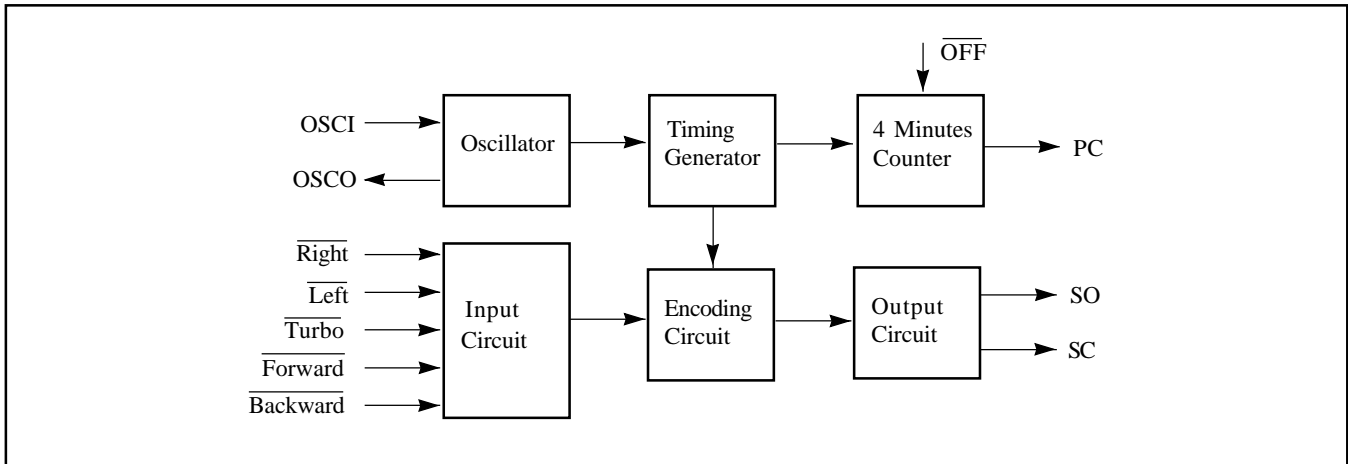 OFF
OSCI
OSCO
Oscillator
Timing
Generator
4 Minutes
Counter
PC
Right
Left
Turbo
Forward
Backward
Input
Circuit
Encoding
Circuit
Output
Circuit
SO
SC